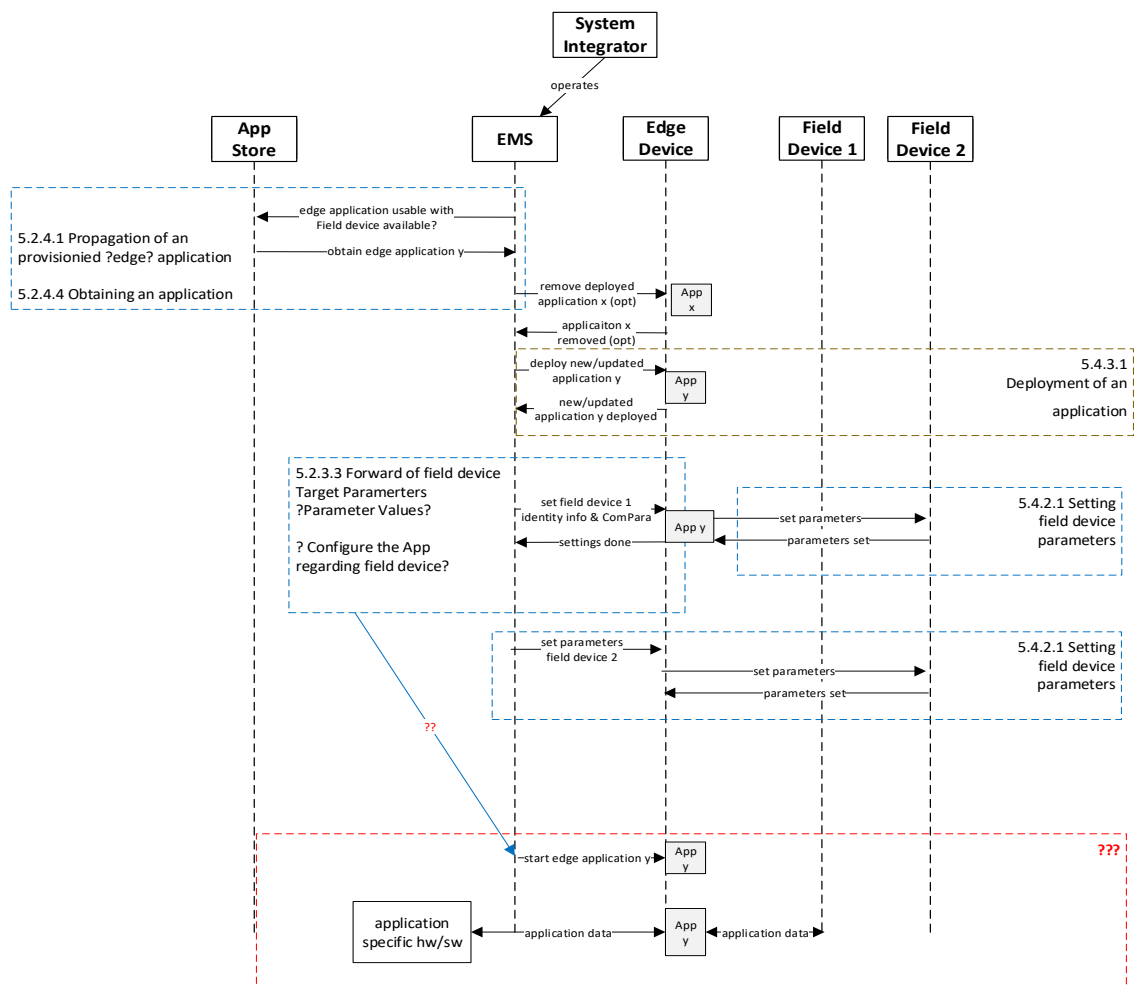 System
Integrator
operates
App
Store
EMS
Edge
Device
Field
Device 1
Field
Device 2
edge application usable with
Field device available?
5.2.4.1 Propagation of an
provisionied ?edge? application
obtain edge application y
5.2.4.4 Obtaining an application
remove deployed
application x (opt)
App
x
applicaiton x
removed (opt)
deploy new/updated
application y
App
y
new/updated
application y deployed
5.4.3.1
Deployment of an
application
5.2.3.3 Forward of field device
Target Paramerters
?Parameter Values?
? Configure the App
regarding field device?
set field device 1
identity info & ComPara
settings done
App y
set parameters
parameters set
5.4.2.1 Setting
field device
parameters
set parameters
field device 2
set parameters
parameters set
5.4.2.1 Setting
field device
parameters
??
???
start edge application y
App
y
application
specific hw/sw
application data
App
y
application data